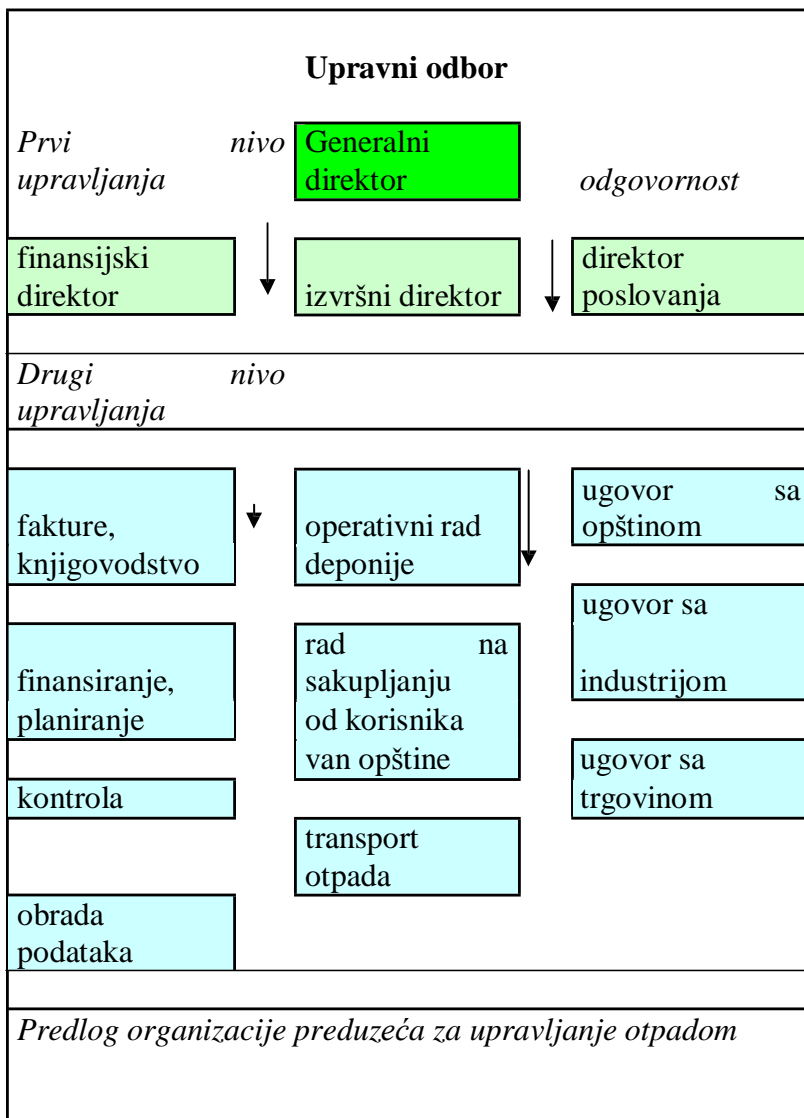 Upravni odbor
Prvi nivo
upravljanja
Generalni
direktor
odgovornost
finansijski
direktor
izvršni direktor
direktor
poslovanja
Drugi nivo
upravljanja
fakture,
knjigovodstvo
operativni rad
deponije
ugovor sa
opštinom
finansiranje,
planiranje
rad na
sakupljanju
od korisnika
van opštine
ugovor sa
industrijom
kontrola
transport
otpada
ugovor sa
trgovinom
obrada
podataka
Predlog organizacije preduzeća za upravljanje otpadom